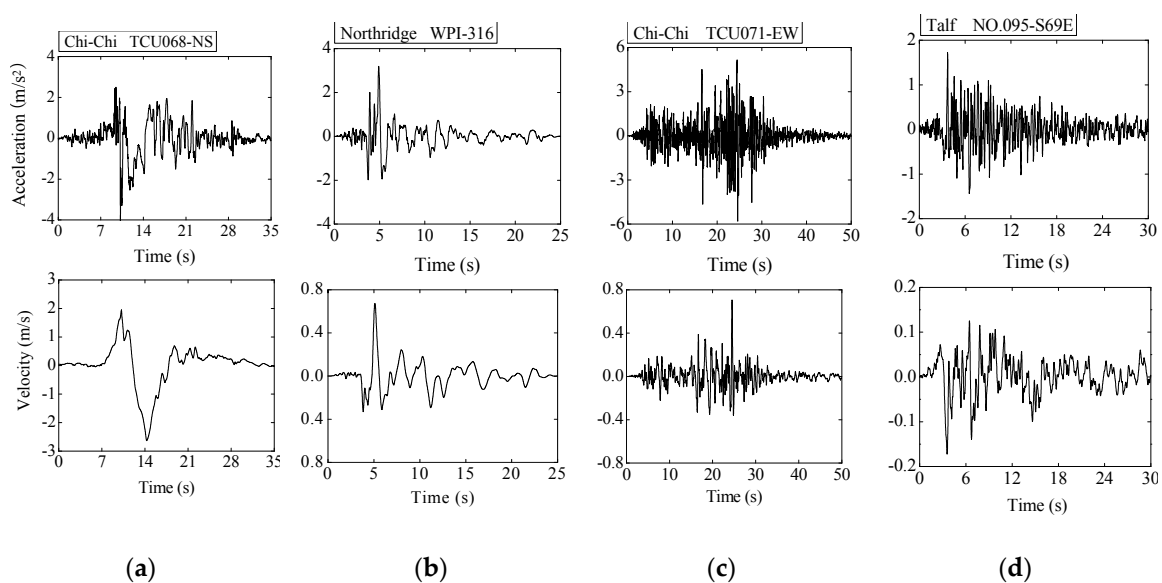 Chi-Chi TCU068-NS
Northridge WPI-316
Chi-Chi TCU071-EW
Talf NO.095-S69E
Acceleration (m/s²)
4
2
0
-2
-4
0 7 14 21 28 35
Time (s)
4
2
0
-2
-4
0 5 10 15 20 25
Time (s)
6
3
0
-3
-6
0 10 20 30 40 50
Time (s)
2
1
0
-1
-2
0 6 12 18 24 30
Time (s)
Velocity (m/s)
3
2
1
0
-1
-2
-3
0 7 14 21 28 35
Time (s)
0.8
0.4
0.0
0.4
0.8
0 5 10 15 20 25
Time (s)
0.8
0.4
0.0
-0.4
-0.8
0 10 20 30 40 50
Time (s)
0.2
0.1
0.0
-0.1
-0.2
0 6 12 18 24 30
Time (s)
(a) (b) (c) (d)